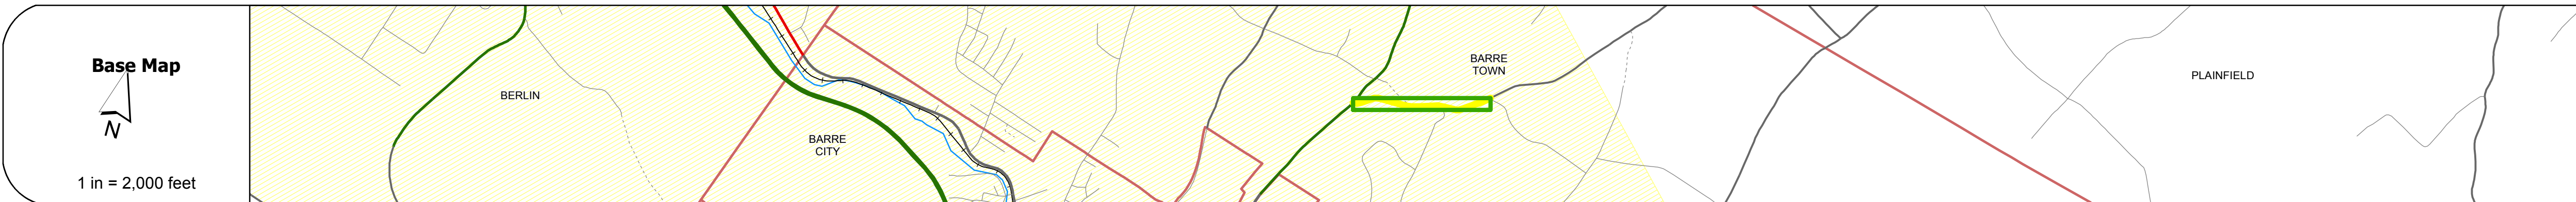 Base Map
N
1 in = 2,000 feet
BERLIN
BARRE
CITY
BARRE
TOWN
PLAINFIELD